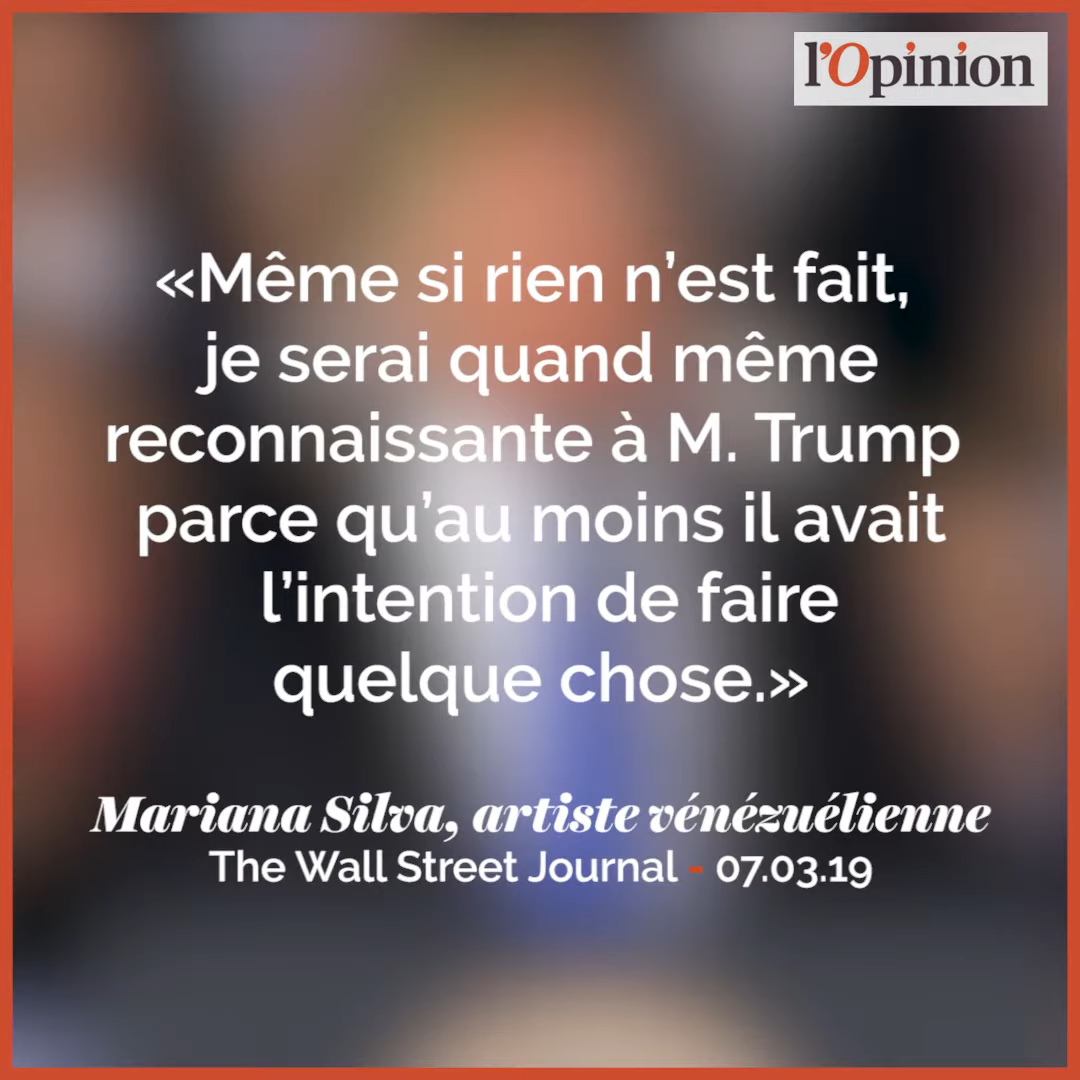 l'Opinion
«Même si rien n'est fait,
je serai quand même
reconnaissante à M. Trump
parce qu'au moins il avait
l'intention de faire
quelque chose.»
Mariana Silva, artiste vénézuélienne
The Wall Street Journal - 07.03.19